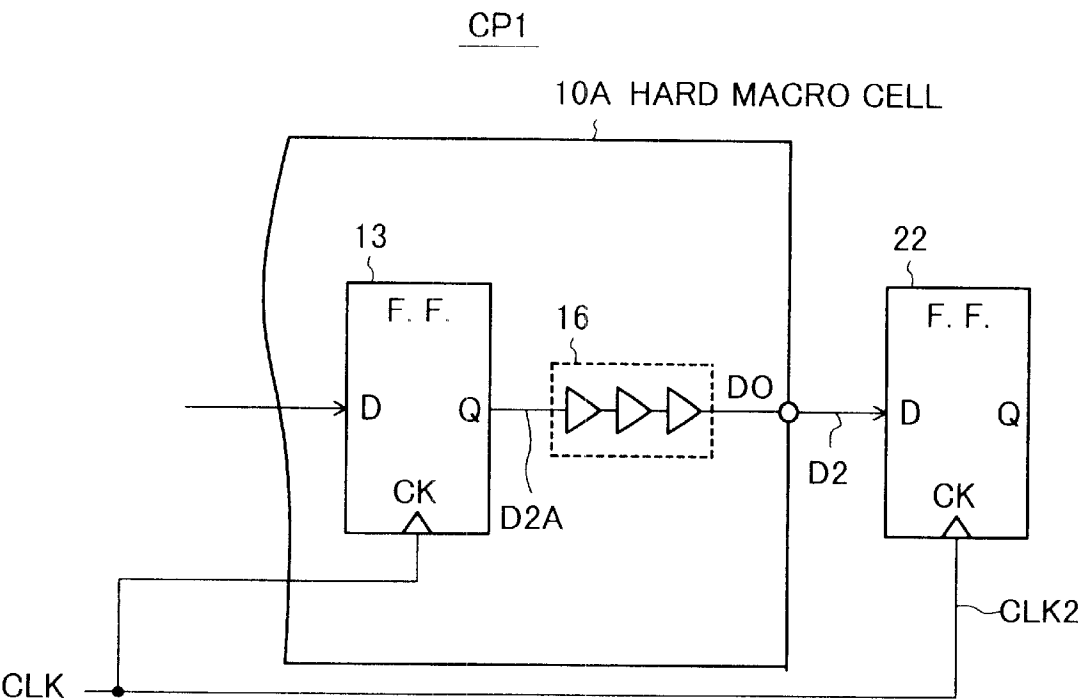 CP1
10A HARD MACRO CELL
13
22
F. F.
F. F.
16
DO
D
Q
D
Q
D2
CK
D2A
CK
CLK2
CLK